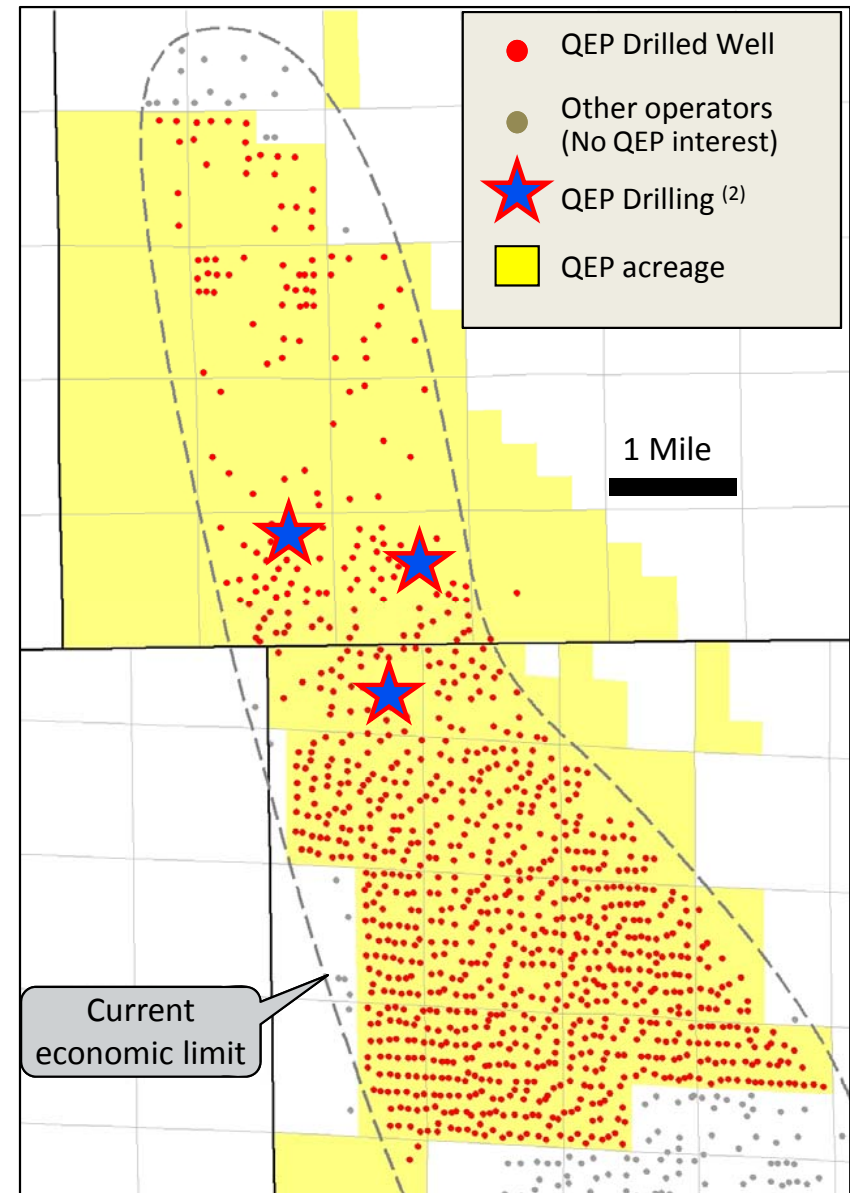 QEP Drilled Well
Other operators
(No QEP interest)
QEP Drilling (2)
QEP acreage
1 Mile
Current
economic limit